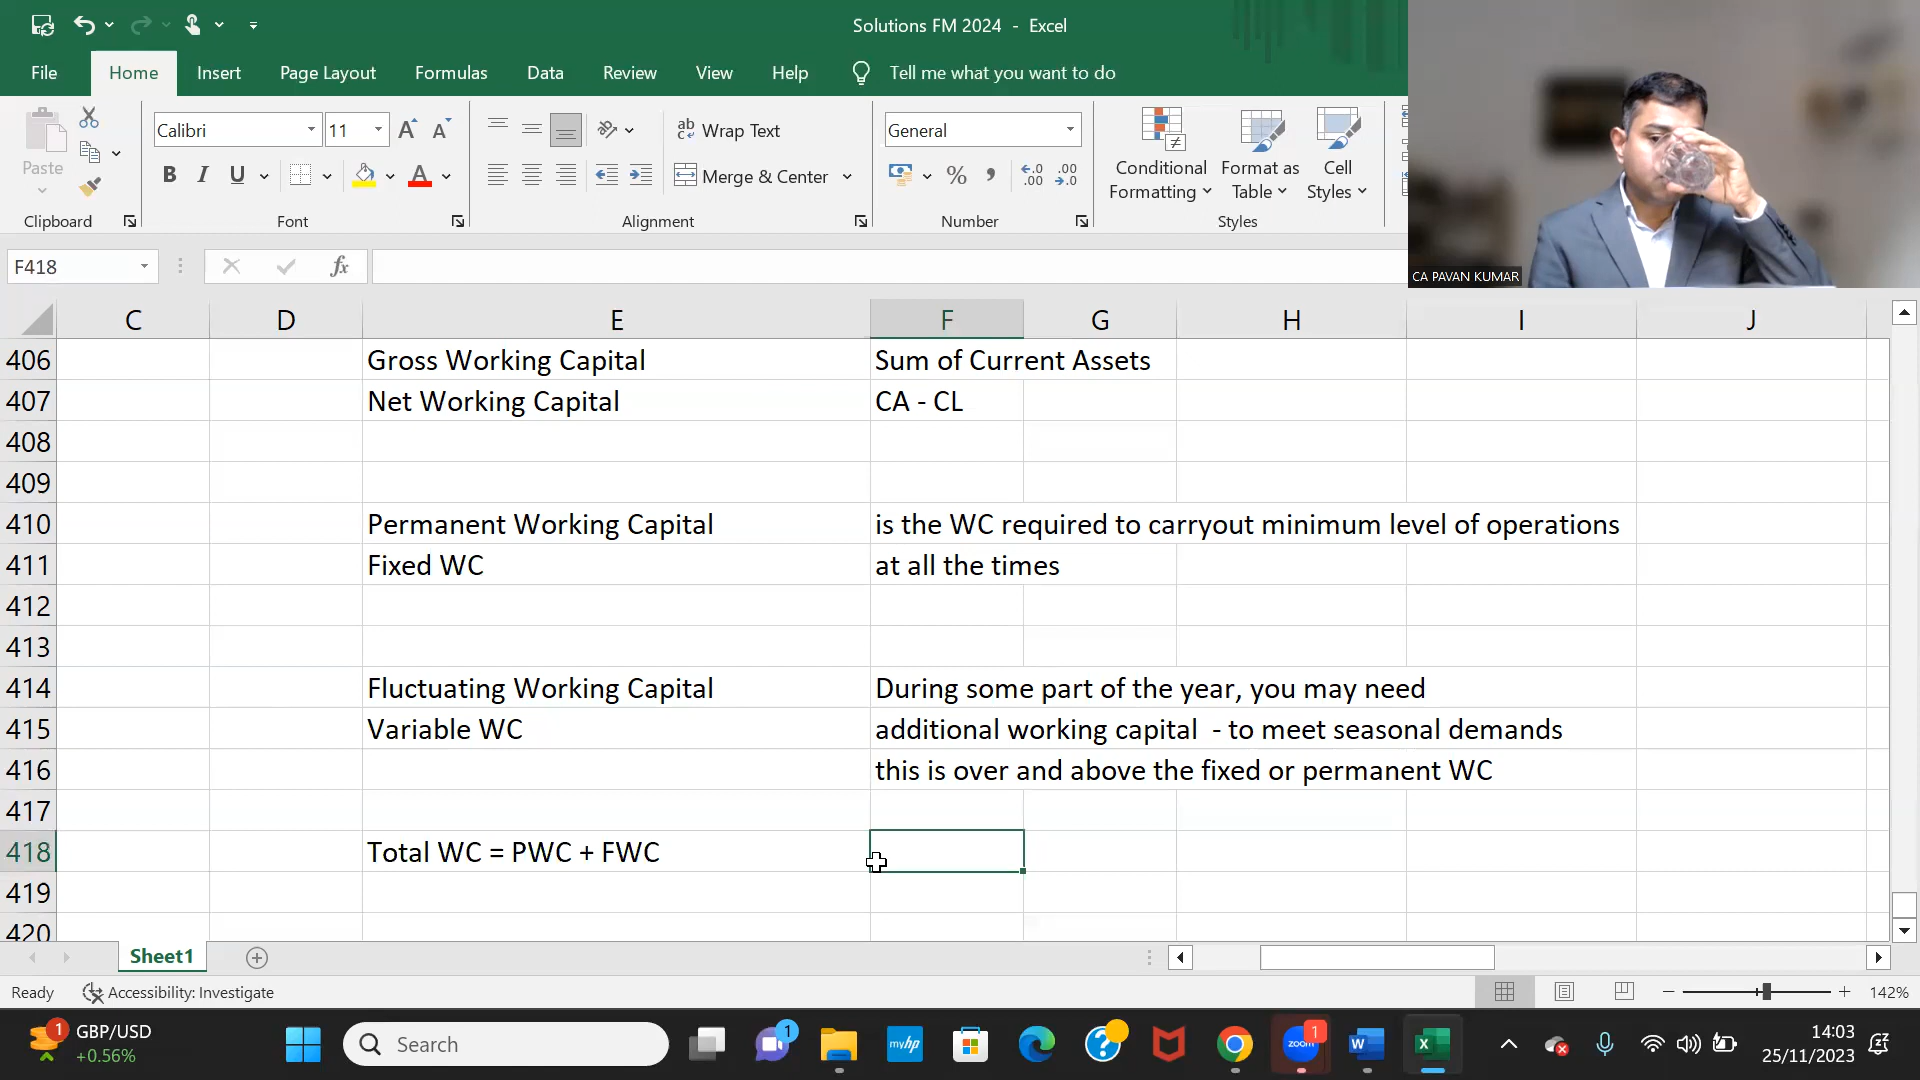 Solutions FM 2024 - Excel
File Home Insert Page Layout Formulas Data Review View Help Tell me what you want to do
Paste
Clipboard
Calibri 11
B I U
Font
ab Wrap Text
Merge & Center
Alignment
General
Number
Conditional Formatting
Format as Table
Cell Styles
Styles
CA PAVAN KUMAR
F418 fx
C D E F G H I J
406 Gross Working Capital Sum of Current Assets
407 Net Working Capital CA - CL
408
409
410 Permanent Working Capital is the WC required to carryout minimum level of operations
411 Fixed WC at all the times
412
413
414 Fluctuating Working Capital During some part of the year, you may need
415 Variable WC additional working capital - to meet seasonal demands
416 this is over and above the fixed or permanent WC
417
418 Total WC = PWC + FWC
419
420
Sheet1
Ready Accessibility: Investigate 142%
1 GBP/USD
+0.56%
Search
1
myhp
zoom 1
14:03
25/11/2023